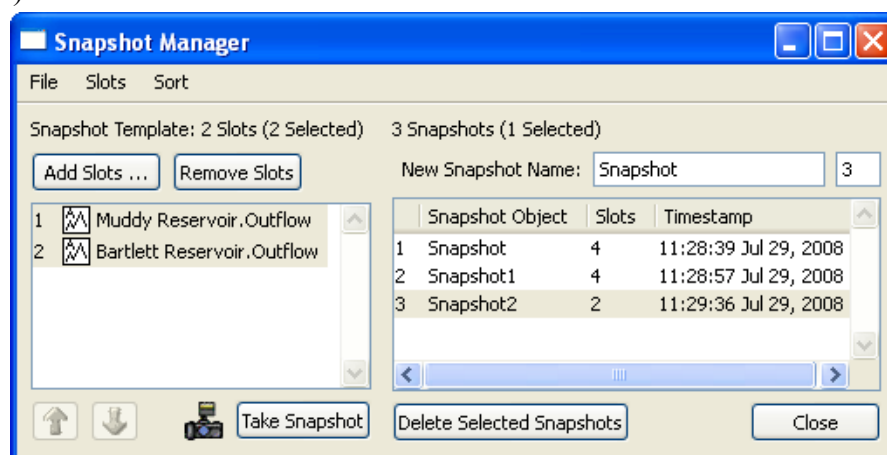 Snapshot Manager
File Slots Sort
Snapshot Template: 2 Slots (2 Selected) 3 Snapshots (1 Selected)
Add Slots ... Remove Slots New Snapshot Name: Snapshot 3
1 Muddy Reservoir.Outflow
2 Bartlett Reservoir.Outflow
Snapshot Object Slots Timestamp
1 Snapshot 4 11:28:39 Jul 29, 2008
2 Snapshot1 4 11:28:57 Jul 29, 2008
3 Snapshot2 2 11:29:36 Jul 29, 2008
Take Snapshot Delete Selected Snapshots Close